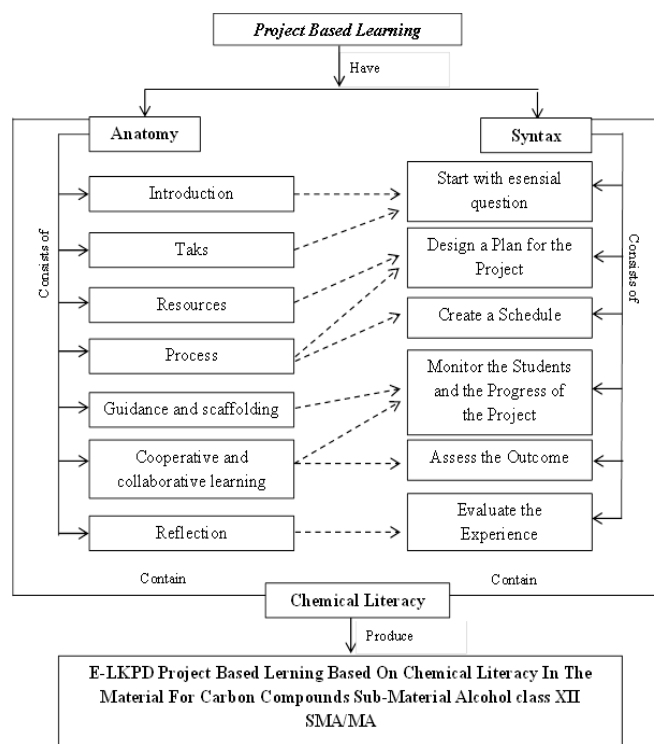 Project Based Learning
Have
Anatomy
Syntax
Consists of
Consists of
Introduction
Taks
Resources
Process
Guidance and scaffolding
Cooperative and
collaborative learning
Reflection
Start with esensial
question
Design a Plan for the
Project
Create a Schedule
Monitor the Students
and the Progress of
the Project
Assess the Outcome
Evaluate the
Experience
Contain
Contain
Chemical Literacy
Produce
E-LKPD Project Based Lerning Based On Chemical Literacy In The
Material For Carbon Compounds Sub-Material Alcohol class XII
SMA/MA